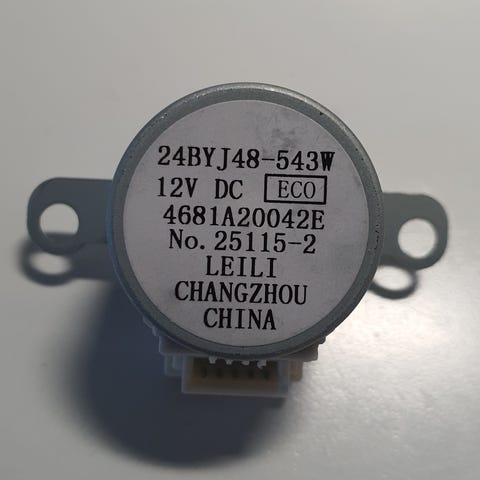 24BYJ48-543W
12V DC ECO
4681A20042E
No. 25115-2
LEILI
CHANGZHOU
CHINA